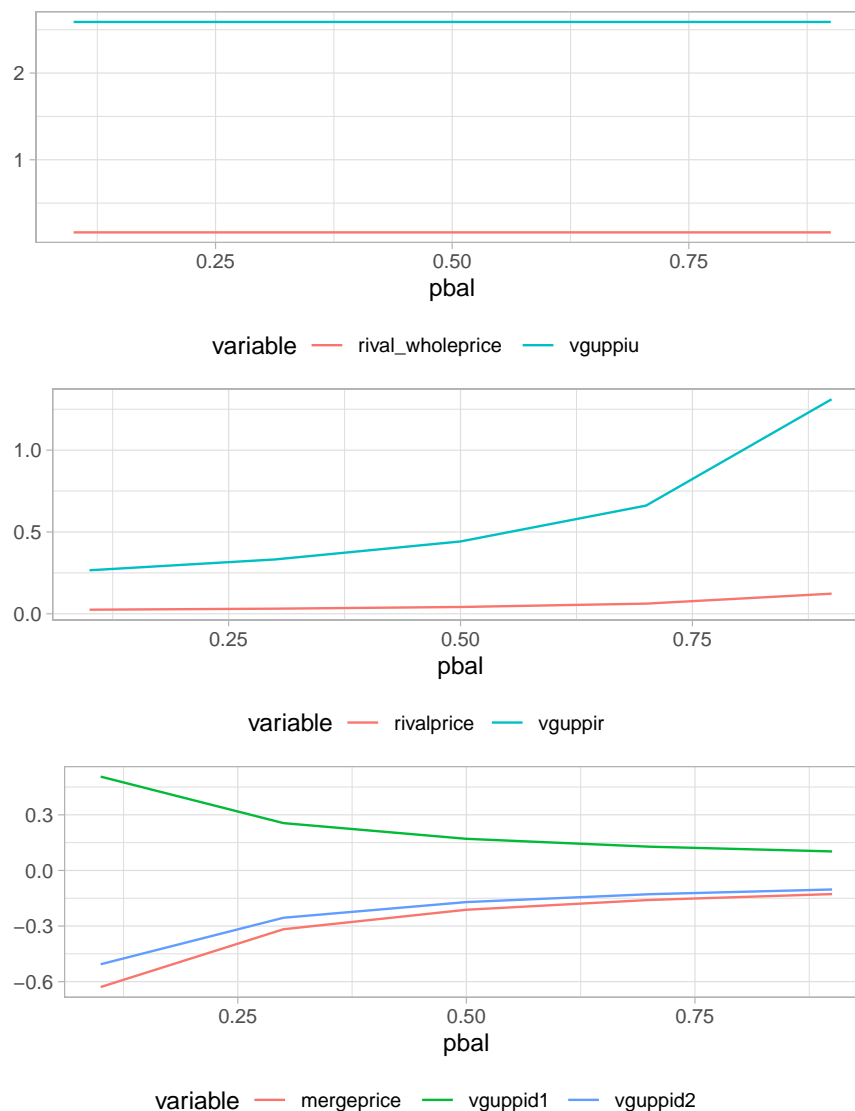 2
1
0.25 0.50 0.75
pbal
variable rival_wholeprice vguppiu
1.0
0.5
0.0
0.25 0.50 0.75
pbal
variable rivalprice vguppir
0.3
0.0
−0.3
−0.6
0.25 0.50 0.75
pbal
variable mergeprice vguppid1 vguppid2